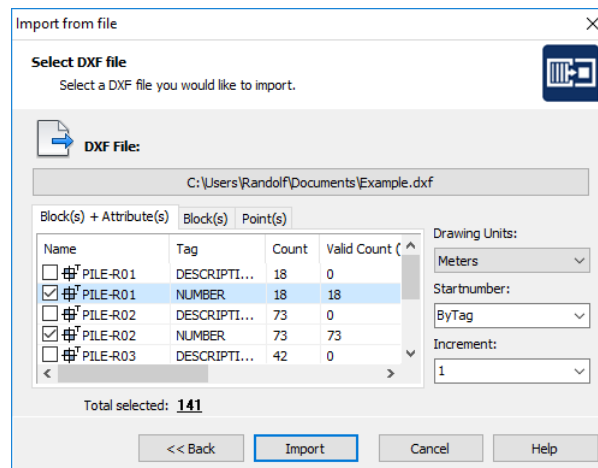 Import from file
Select DXF file
Select a DXF file you would like to import.
DXF File:
C:\Users\Randolf\Documents\Example.dxf
Block(s) + Attribute(s) Block(s) Point(s)
Name Tag Count Valid Count (
PILE-R01 DESCRIPTI... 18 0
PILE-R01 NUMBER 18 18
PILE-R02 DESCRIPTI... 73 0
PILE-R02 NUMBER 73 73
PILE-R03 DESCRIPTI... 42 0
Drawing Units:
Meters
Startnumber:
ByTag
Increment:
1
Total selected: 141
<< Back Import Cancel Help